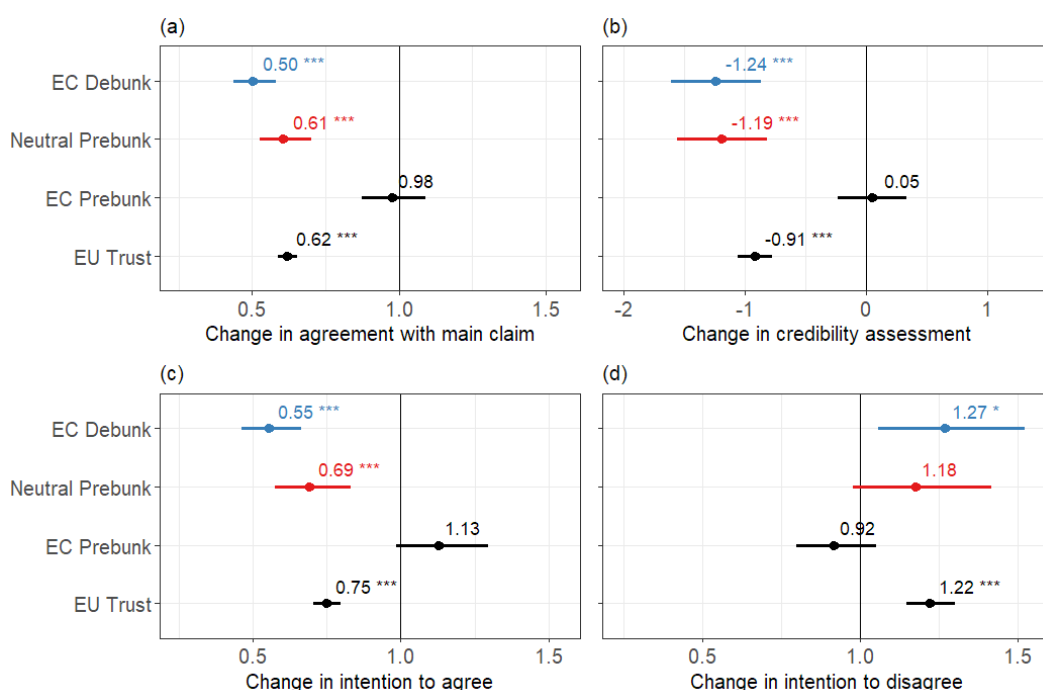 (a)
EC Debunk
Neutral Prebunk
EC Prebunk
EU Trust
0.50 ***
0.61 ***
0.98
0.62 ***
0.5 1.0 1.5
Change in agreement with main claim
(b)
-1.24 ***
-1.19 ***
0.05
-0.91 ***
-2 -1 0 1
Change in credibility assessment
(c)
EC Debunk
Neutral Prebunk
EC Prebunk
EU Trust
0.55 ***
0.69 ***
1.13
0.75 ***
0.5 1.0 1.5
Change in intention to agree
(d)
1.27 *
1.18
0.92
1.22 ***
0.5 1.0 1.5
Change in intention to disagree